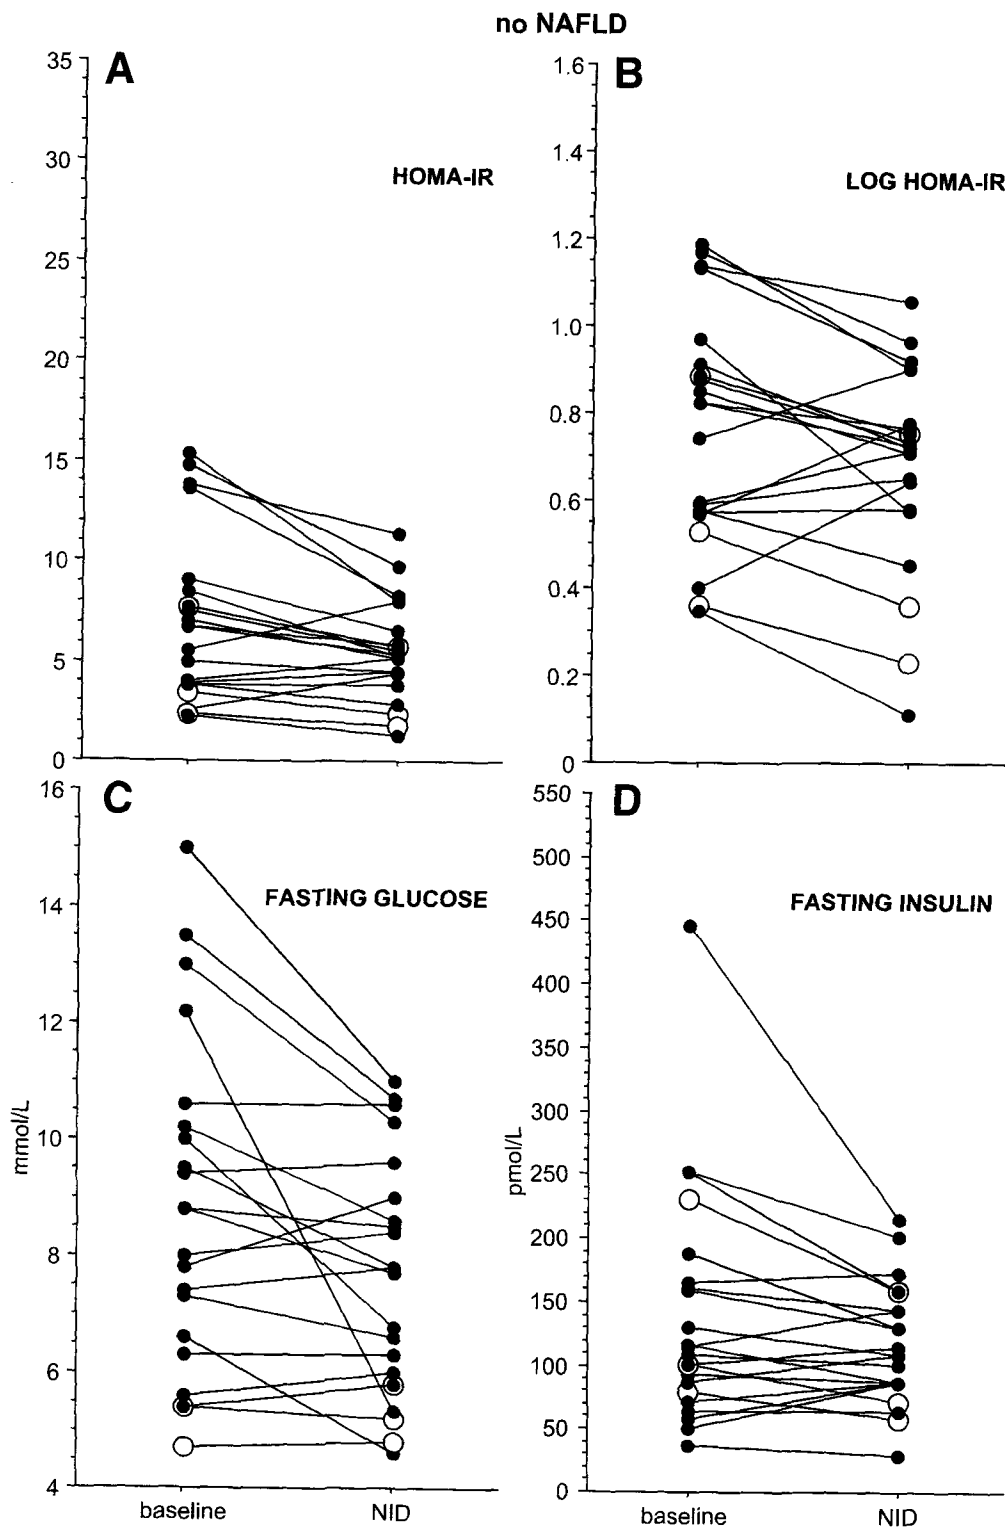 no NAFLD
A
HOMA-IR
35
30
25
20
15
10
5
0
B
LOG HOMA-IR
1.6
1.4
1.2
1.0
0.8
0.6
0.4
0.2
0
C
FASTING GLUCOSE
mmol/L
16
14
12
10
8
6
4
baseline
NID
D
FASTING INSULIN
pmol/L
550
500
450
400
350
300
250
200
150
100
50
0
baseline
NID